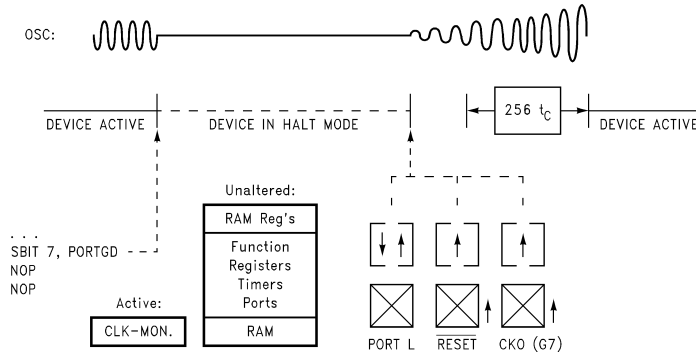 OSC:
DEVICE ACTIVE
DEVICE IN HALT MODE
256 tC
DEVICE ACTIVE
. . .
SBIT 7, PORTGD
NOP
NOP
Active:
CLK-MON.
Unaltered:
RAM Reg's
Function
Registers
Timers
Ports
RAM
PORT L
RESET
CKO (G7)